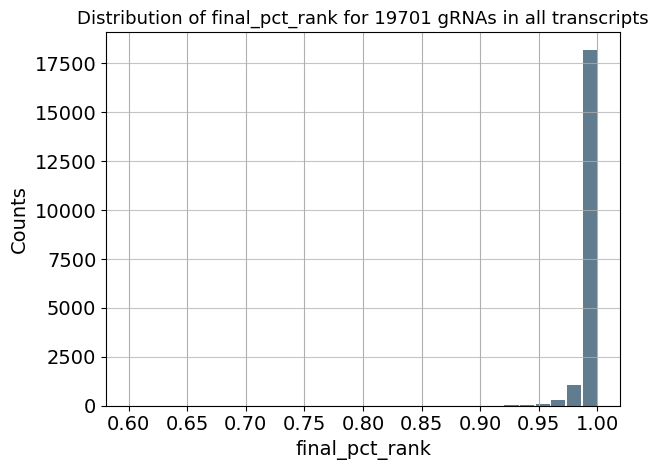 Distribution of final_pct_rank for 19701 gRNAs in all transcripts
17500
15000
12500
10000
7500
5000
2500
0
Counts
0.60 0.65 0.70 0.75 0.80 0.85 0.90 0.95 1.00
final_pct_rank